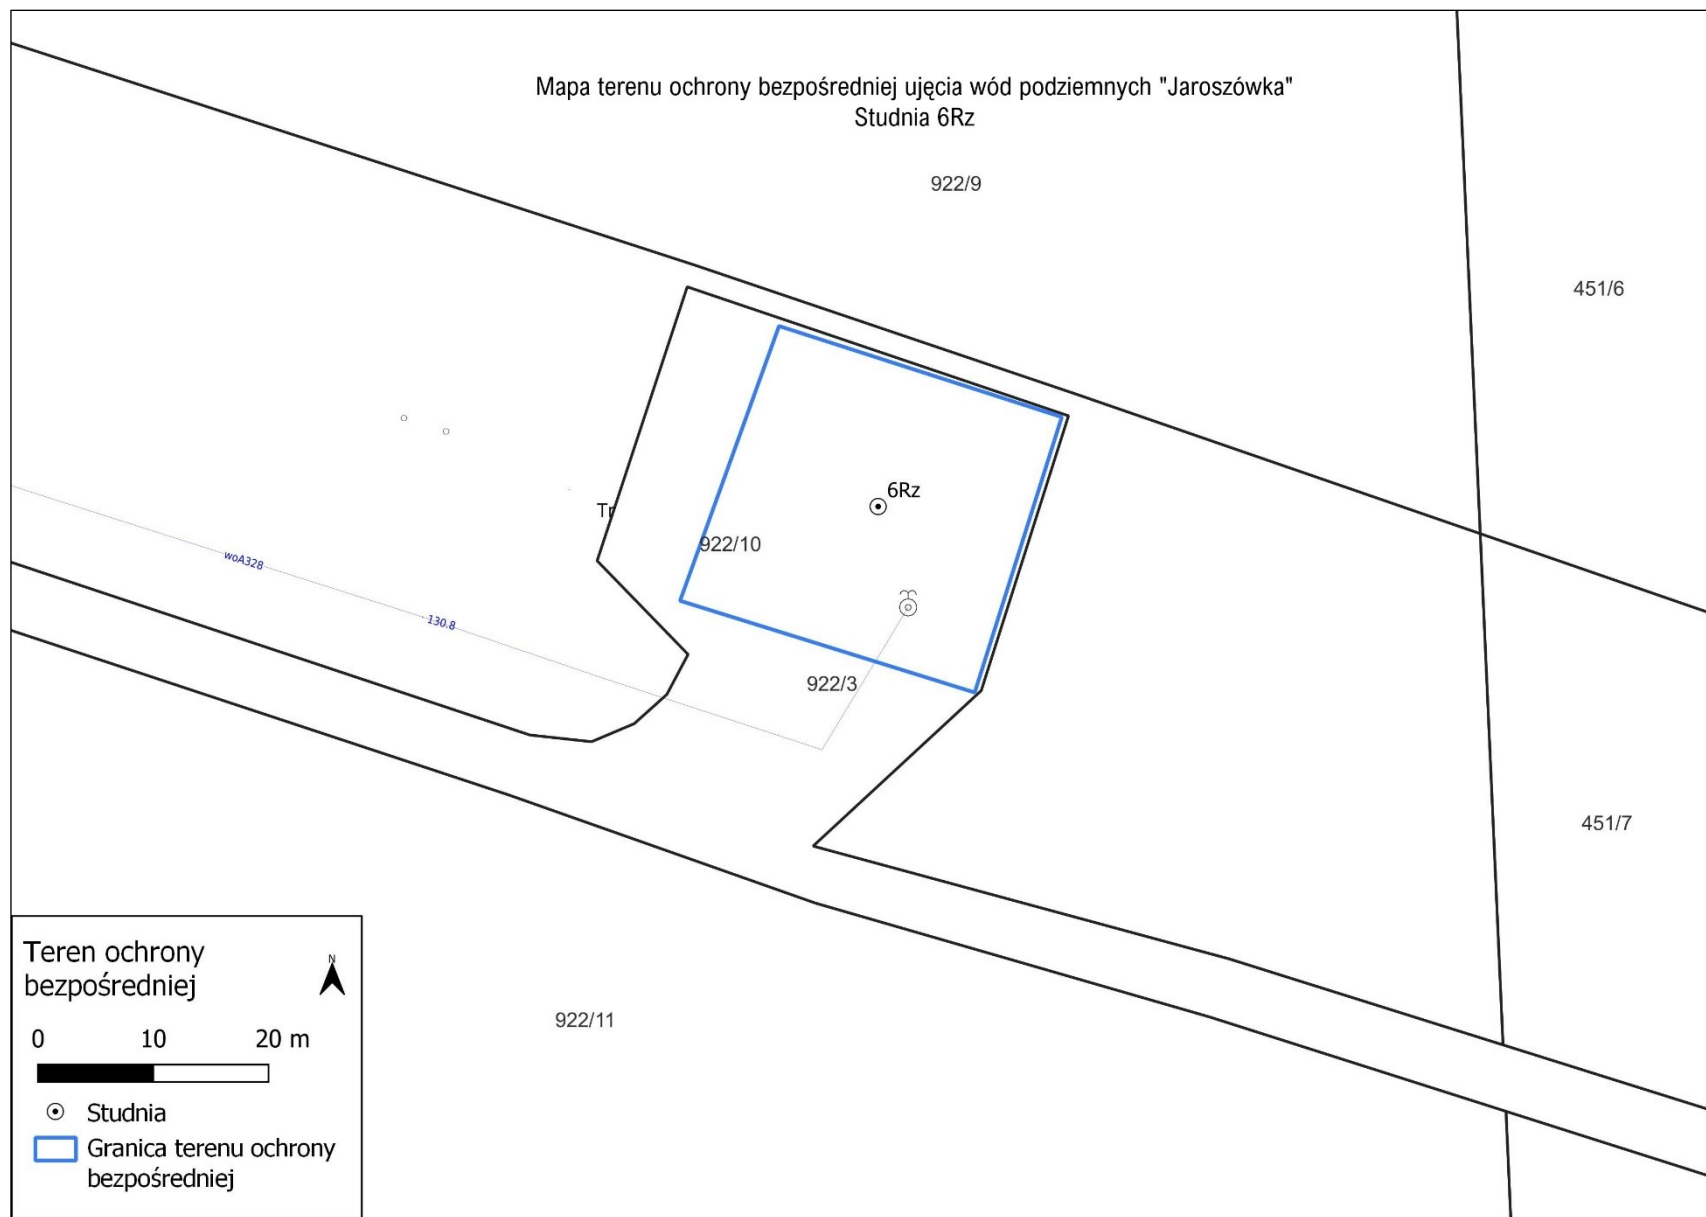 Mapa terenu ochrony bezpośredniej ujęcia wód podziemnych "Jaroszówka"
Studnia 6Rz
922/9
451/6
6Rz
Tr
922/10
woA328
130.8
922/3
451/7
922/11
Teren ochrony
bezpośredniej
N
0 10 20 m
Studnia
Granica terenu ochrony
bezpośredniej